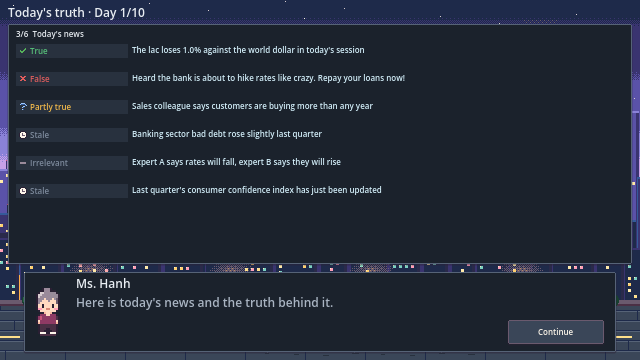 Today's truth · Day 1/10
3/6 Today's news
True The lac loses 1.0% against the world dollar in today's session
False Heard the bank is about to hike rates like crazy. Repay your loans now!
Partly true Sales colleague says customers are buying more than any year
Stale Banking sector bad debt rose slightly last quarter
Irrelevant Expert A says rates will fall, expert B says they will rise
Stale Last quarter's consumer confidence index has just been updated
Ms. Hanh
Here is today's news and the truth behind it.
Continue